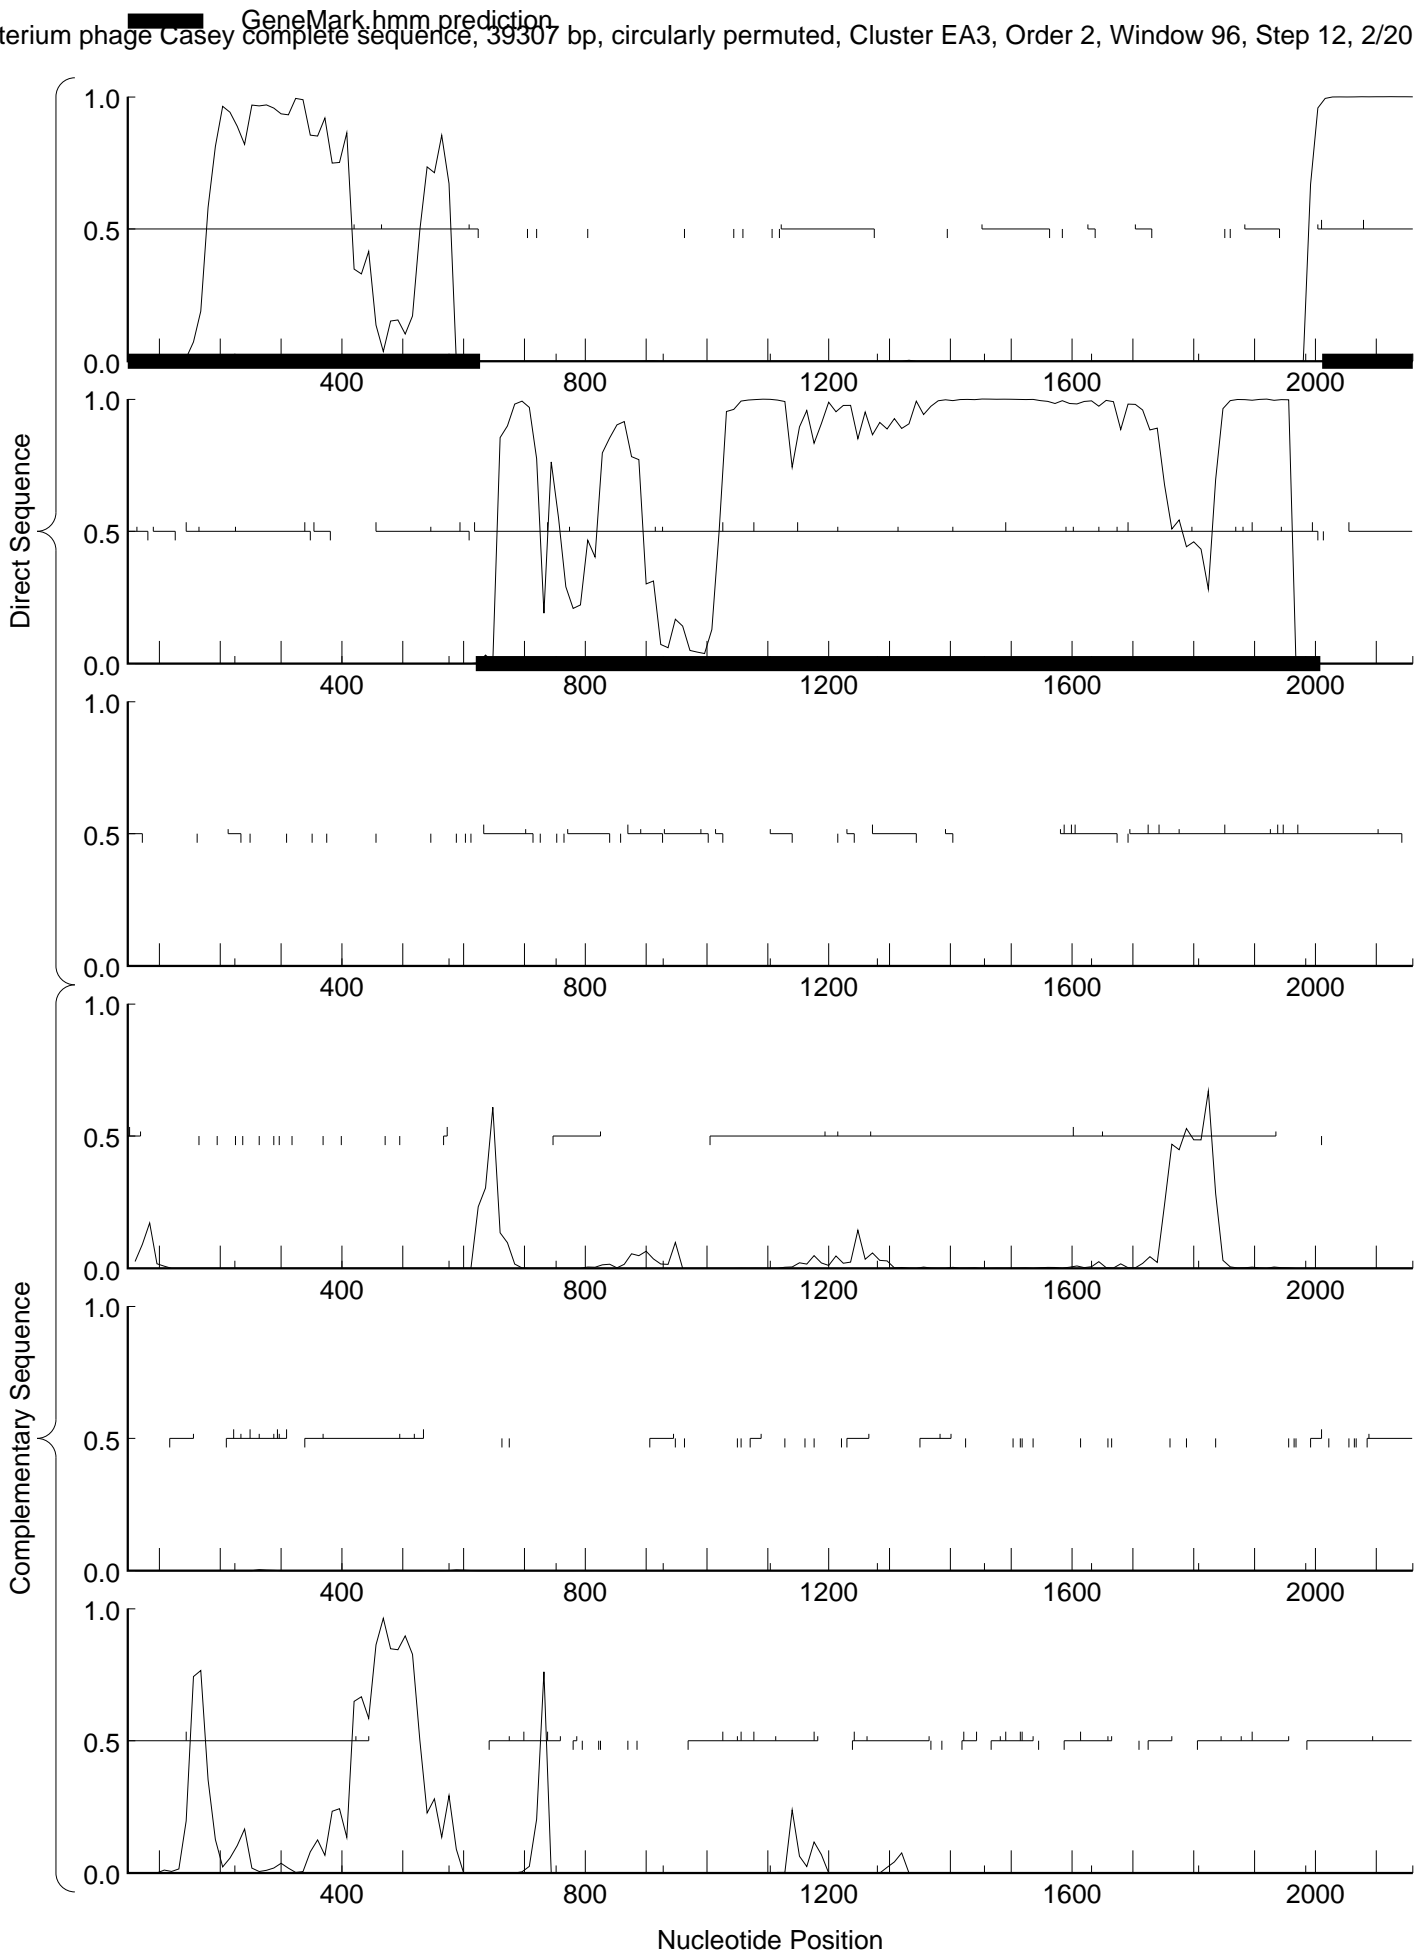 GeneMark.hmm prediction
terium phage Casey complete sequence, 39307 bp, circularly permuted, Cluster EA3, Order 2, Window 96, Step 12, 2/20
Direct Sequence
1.0
0.5
0.0
400 800 1200 1600 2000
1.0
0.5
0.0
400 800 1200 1600 2000
1.0
0.5
0.0
400 800 1200 1600 2000
Complementary Sequence
1.0
0.5
0.0
400 800 1200 1600 2000
1.0
0.5
0.0
400 800 1200 1600 2000
1.0
0.5
0.0
400 800 1200 1600 2000
Nucleotide Position